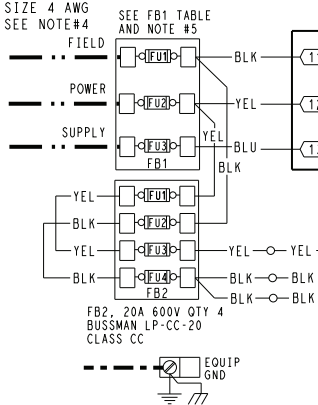 SIZE 4 AWG
SEE NOTE#4
SEE FB1 TABLE
AND NOTE #5
FIELD
FU1
BLK
POWER
FU2
YEL
SUPPLY
FU3
YEL
BLU
FB1
BLK
YEL
FU1
BLK
FU2
YEL
FU3
YEL
YEL
BLK
FU4
BLK
BLK
FB2
BLK
BLK
FB2, 20A 600V QTY 4
BUSSMAN LP-CC-20
CLASS CC
EQUIP
GND